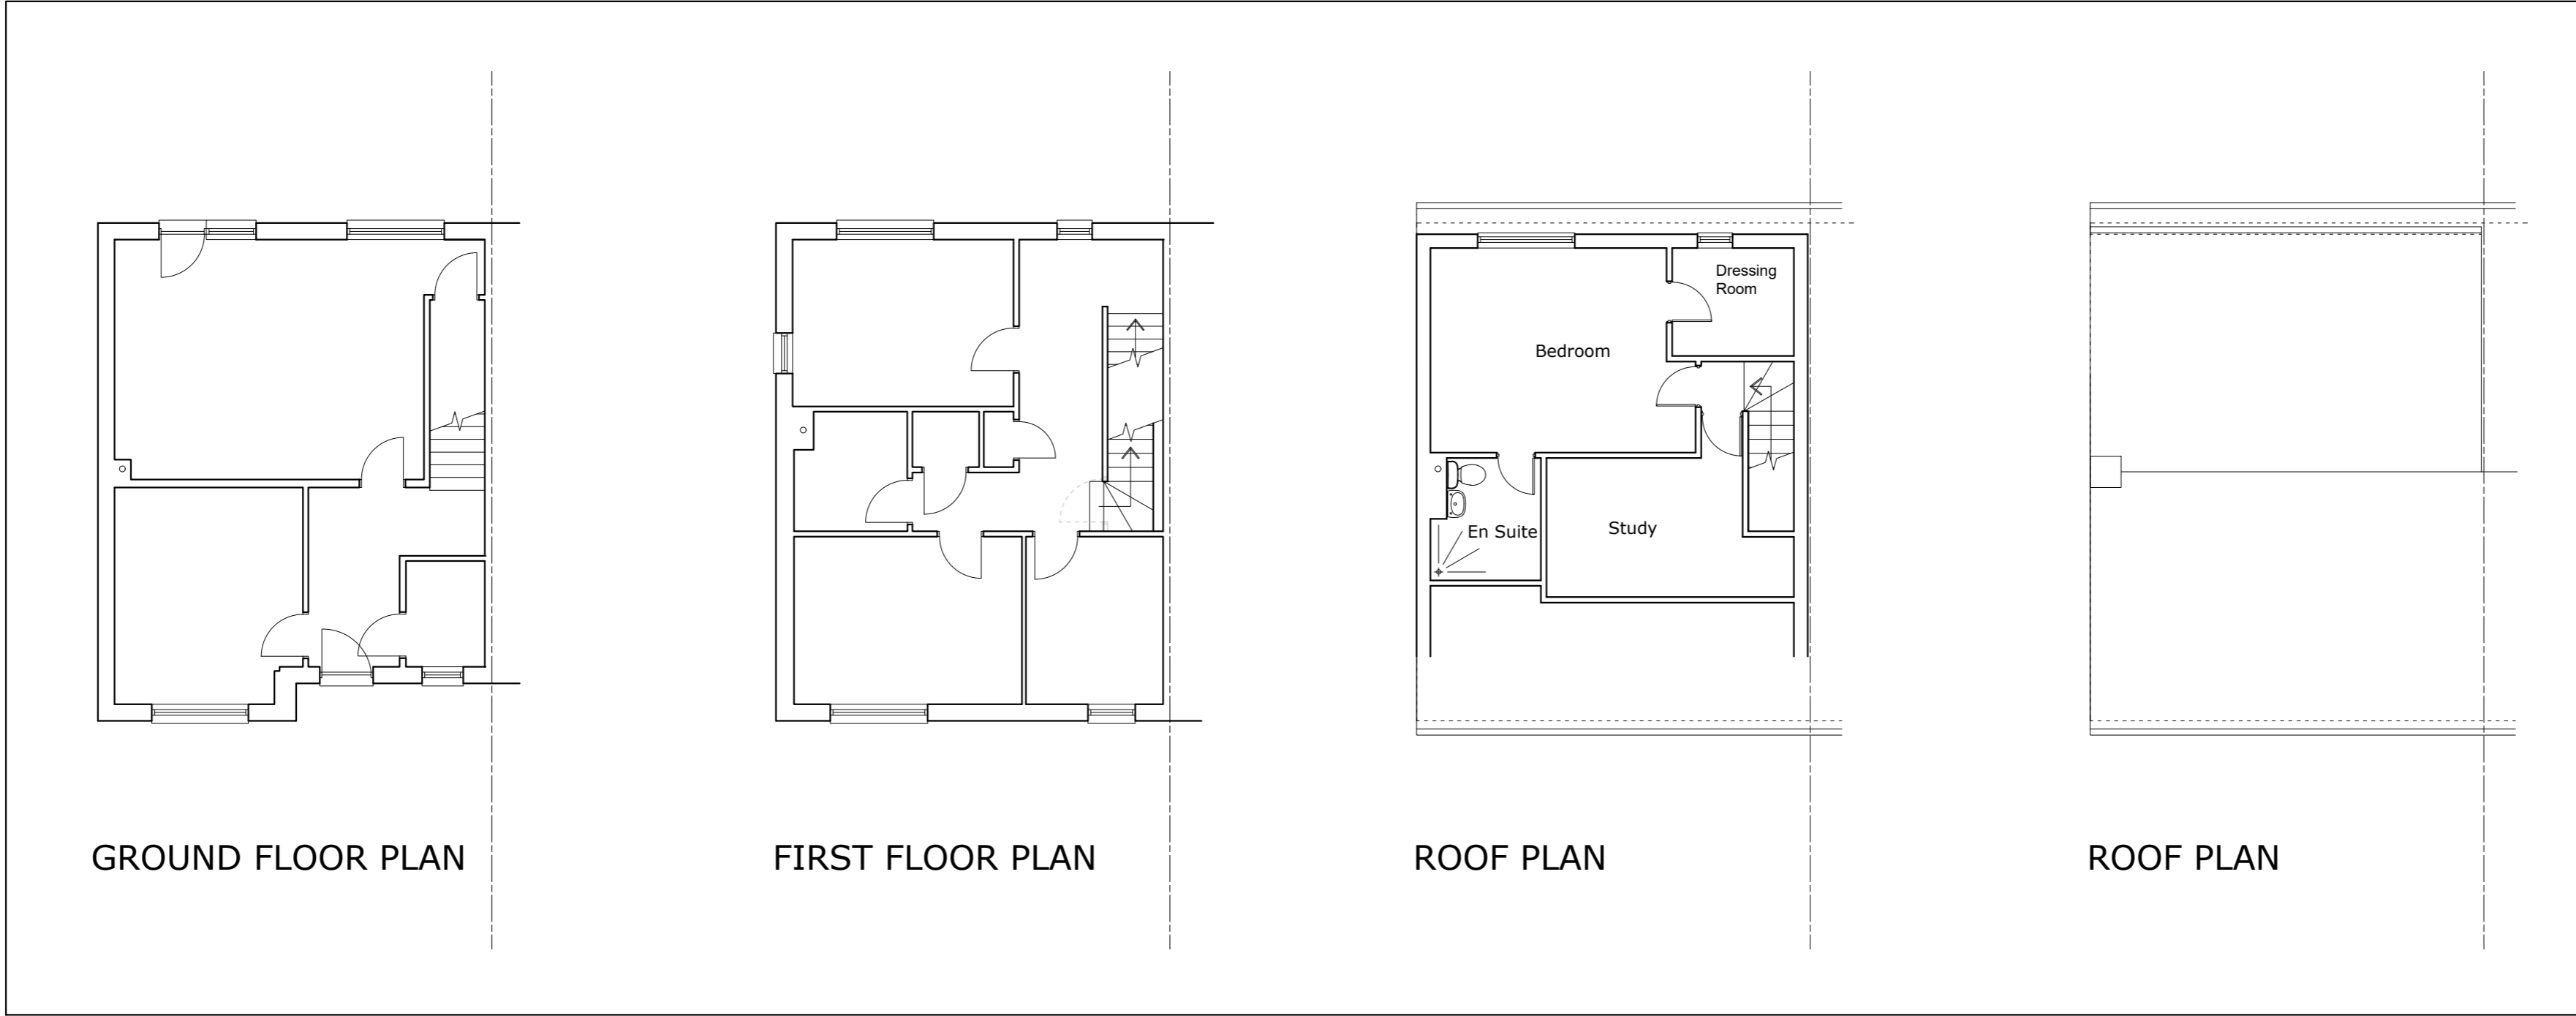 Dressing
Room
Bedroom
En Suite
Study
GROUND FLOOR PLAN
FIRST FLOOR PLAN
ROOF PLAN
ROOF PLAN